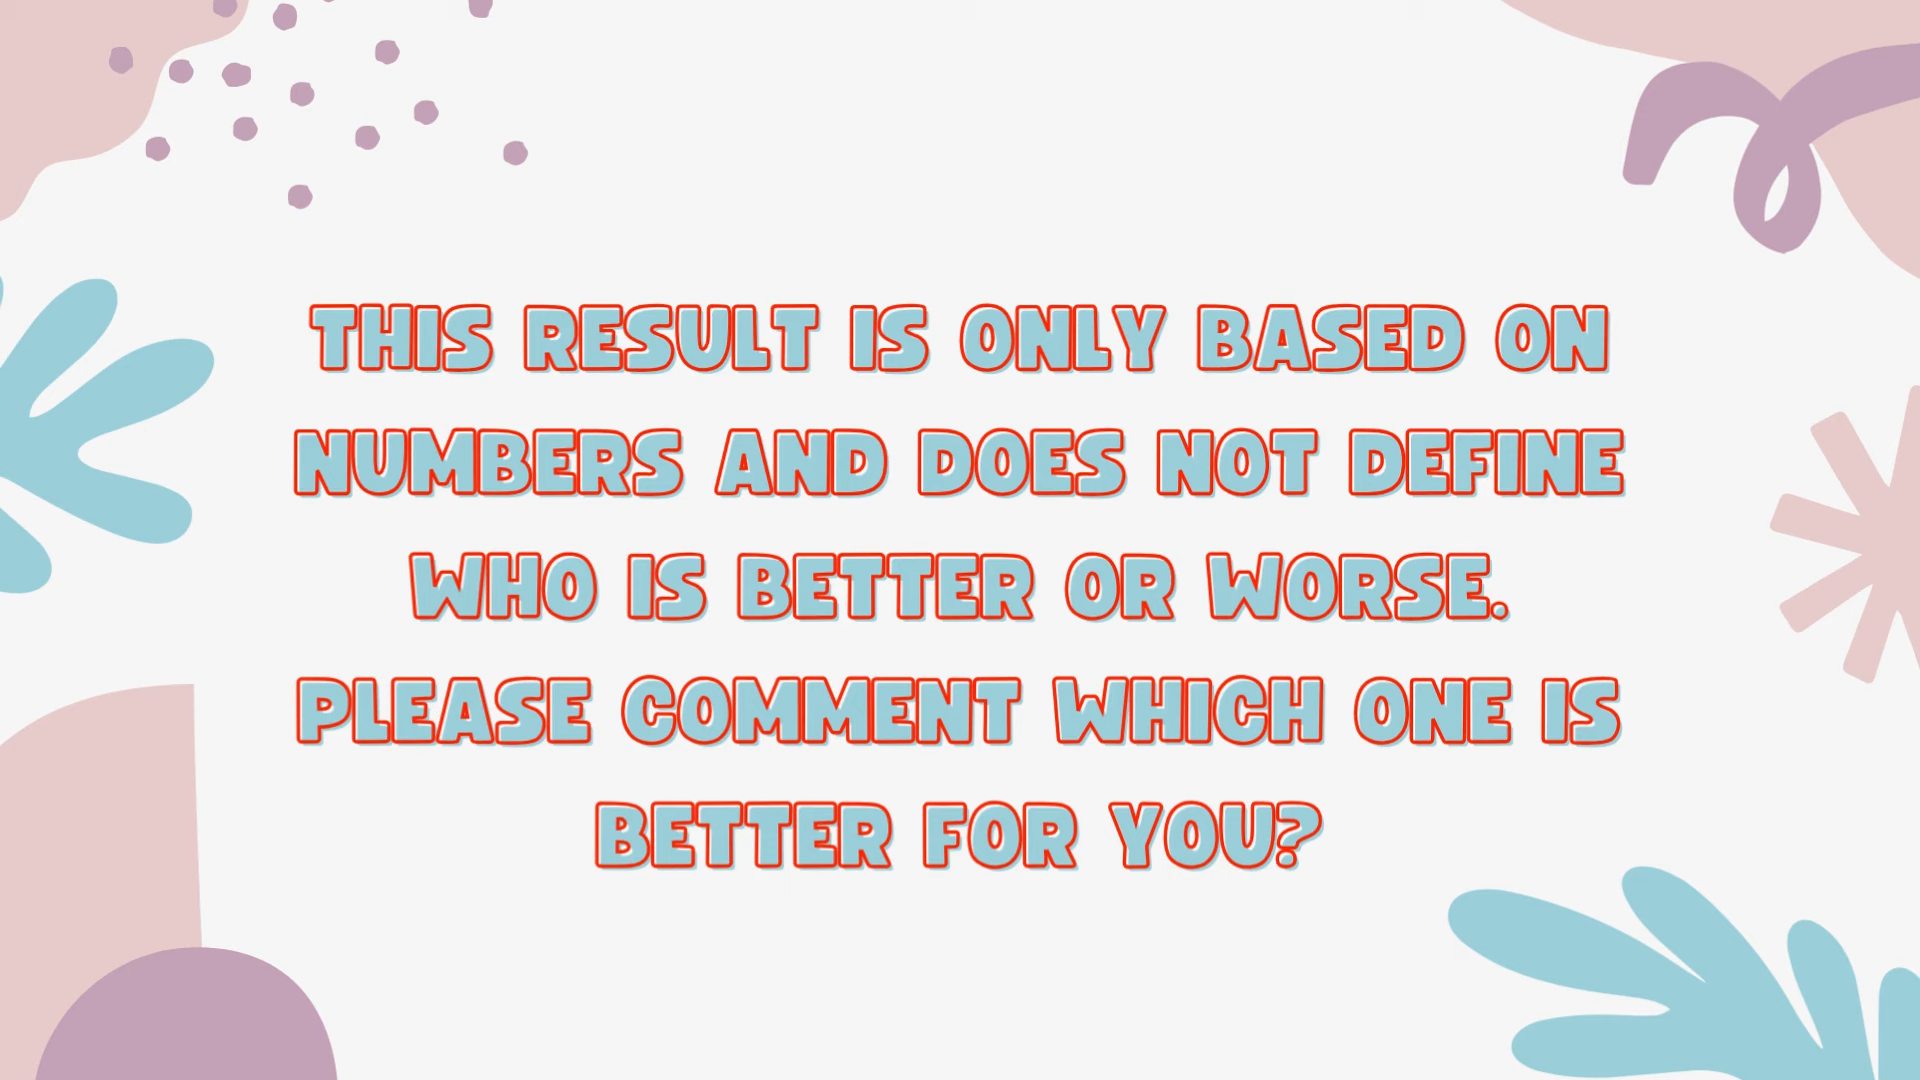 THIS RESULT IS ONLY BASED ON
NUMBERS AND DOES NOT DEFINE
WHO IS BETTER OR WORSE.
PLEASE COMMENT WHICH ONE IS
BETTER FOR YOU?